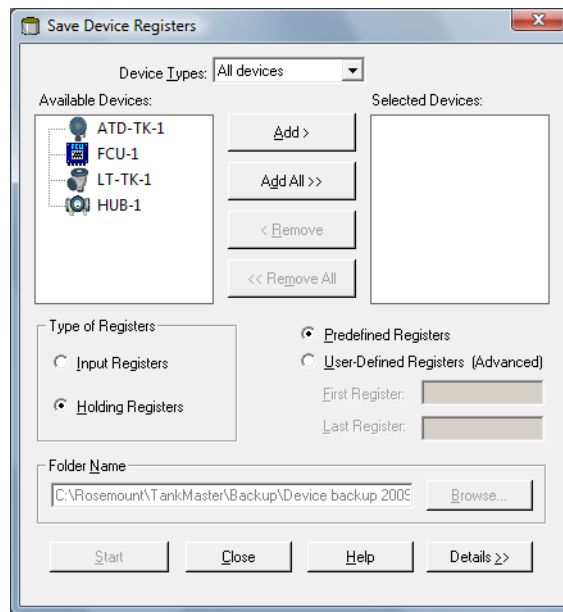 Save Device Registers
Device Types: All devices
Available Devices:
Selected Devices:
ATD-TK-1
FCU-1
LT-TK-1
HUB-1
Add >
Add All >>
< Remove
<< Remove All
Type of Registers
Input Registers
Holding Registers
Predefined Registers
User-Defined Registers (Advanced)
First Register:
Last Register:
Folder Name
C:\Rosemount\TankMaster\Backup\Device backup 2009
Browse...
Start
Close
Help
Details >>